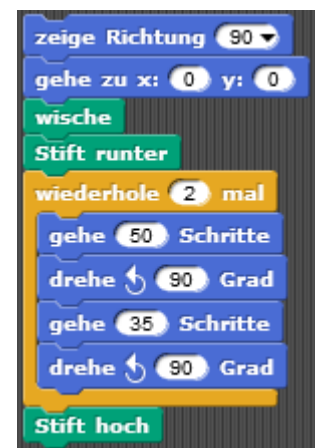 zeige Richtung 90
gehe zu x: 0 y: 0
wische
Stift runter
wiederhole 2 mal
gehe 50 Schritte
drehe 90 Grad
gehe 35 Schritte
drehe 90 Grad
Stift hoch